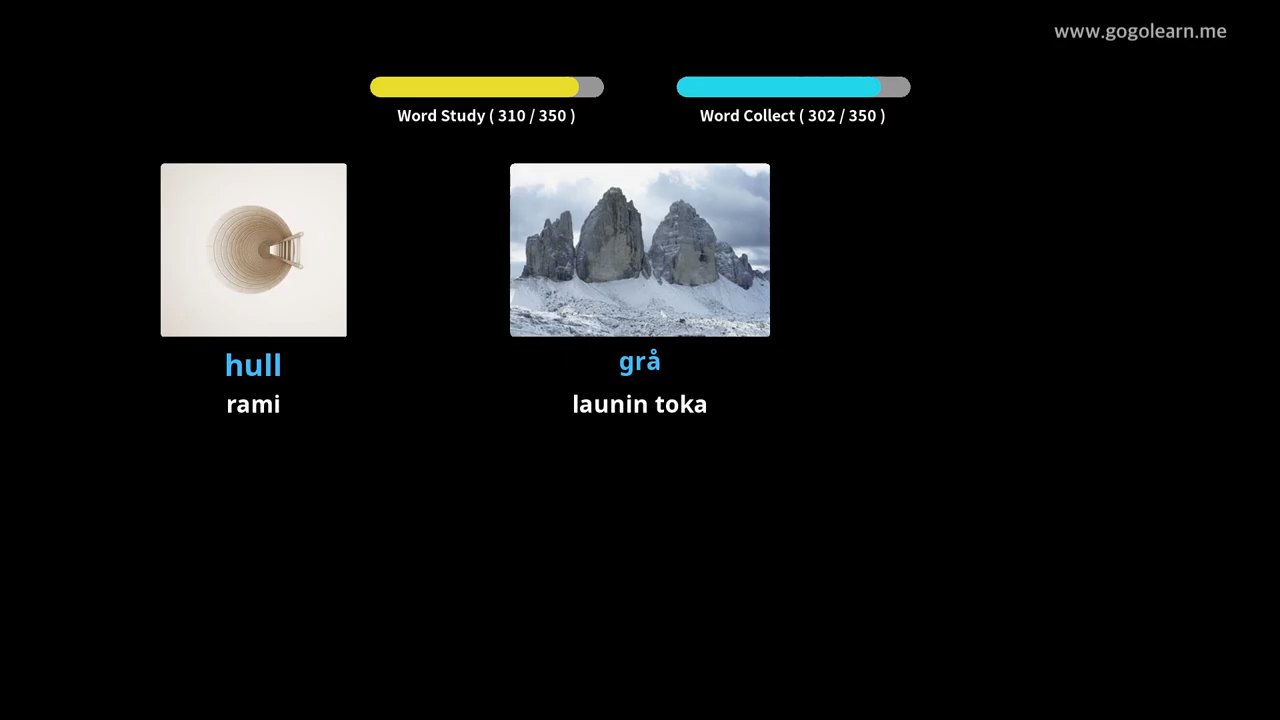 www.gogolearn.me
Word Study ( 310 / 350 )
Word Collect ( 302 / 350 )
hull
rami
grå
launin toka